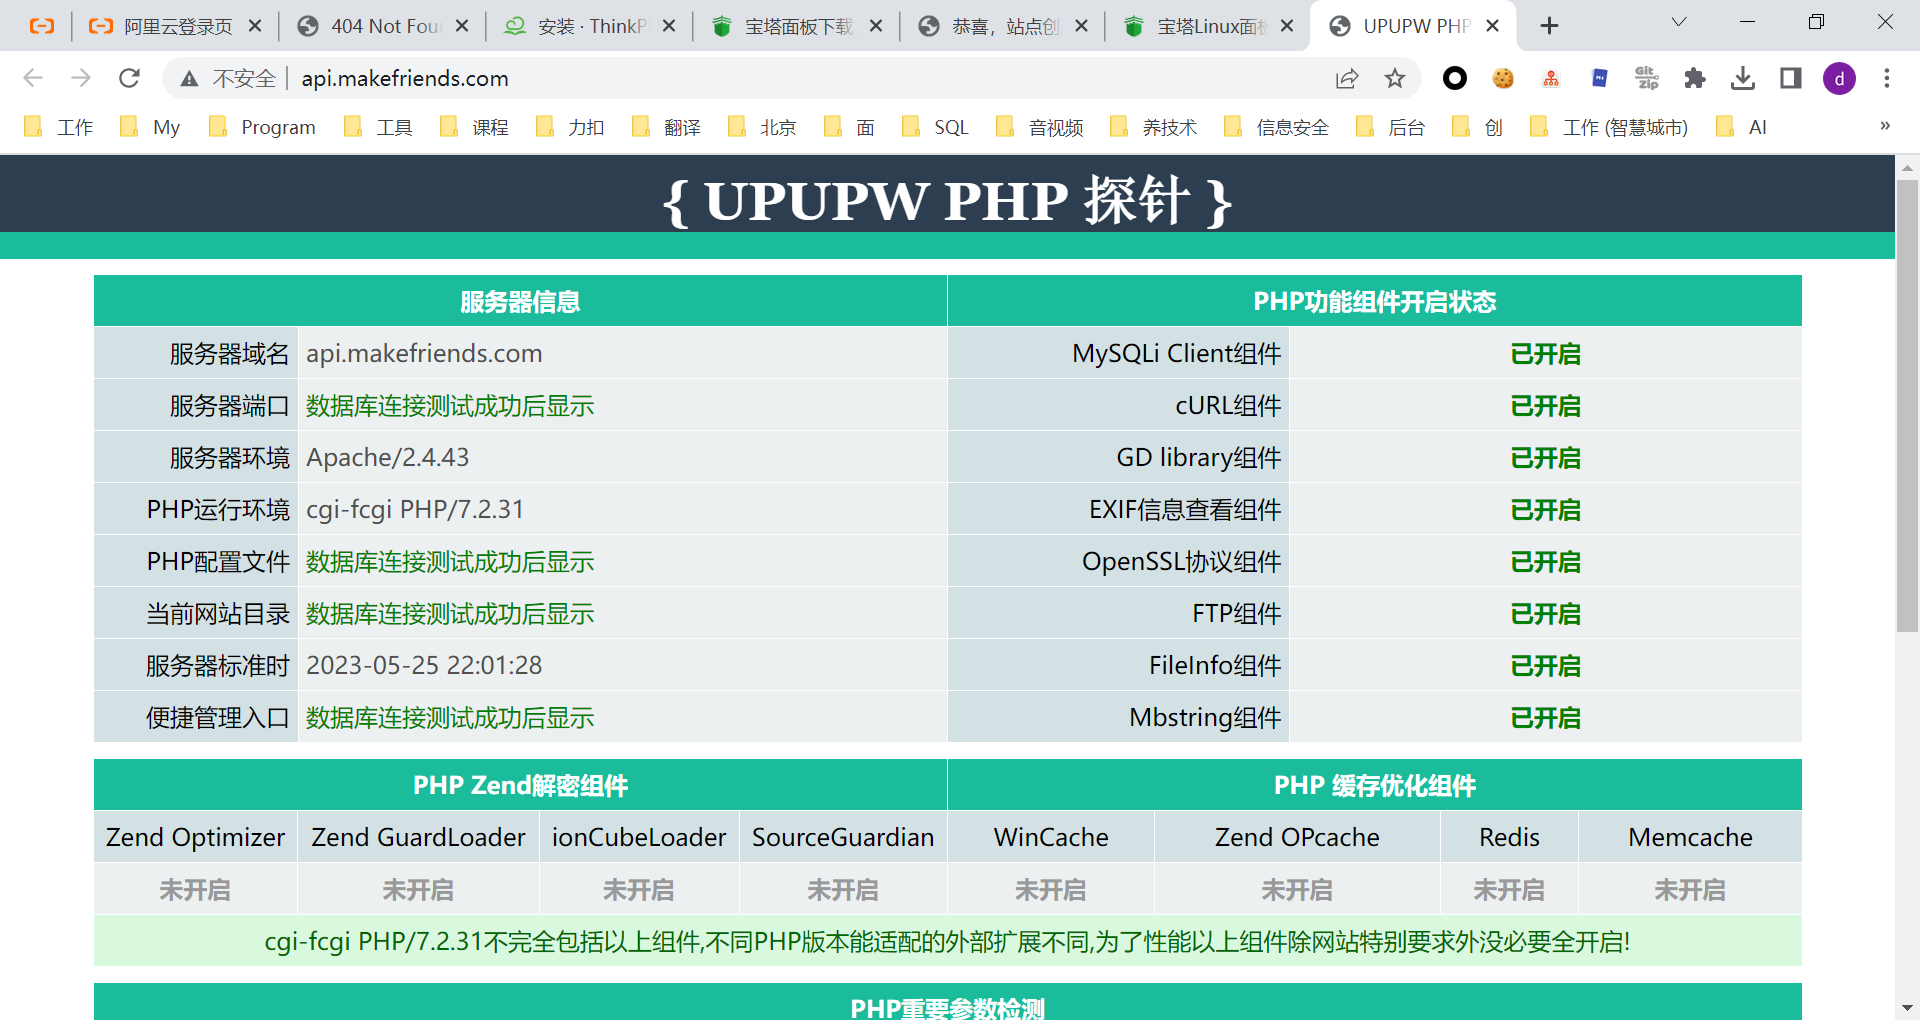 阿里云登录页
404 Not Fou
安装 · ThinkP
宝塔面板下载
恭喜，站点创
宝塔Linux面板
UPUPW PHP
不安全
api.makefriends.com
Git Zip
d
工作
My
Program
工具
课程
力扣
翻译
北京
面
SQL
音视频
养技术
信息安全
后台
创
工作 (智慧城市)
AI
»
{ UPUPW PHP 探针 }
服务器信息 PHP功能组件开启状态
服务器域名 api.makefriends.com MySQLi Client组件 已开启
服务器端口 数据库连接测试成功后显示 cURL组件 已开启
服务器环境 Apache/2.4.43 GD library组件 已开启
PHP运行环境 cgi-fcgi PHP/7.2.31 EXIF信息查看组件 已开启
PHP配置文件 数据库连接测试成功后显示 OpenSSL协议组件 已开启
当前网站目录 数据库连接测试成功后显示 FTP组件 已开启
服务器标准时 2023-05-25 22:01:28 FileInfo组件 已开启
便捷管理入口 数据库连接测试成功后显示 Mbstring组件 已开启
PHP Zend解密组件 PHP 缓存优化组件
Zend Optimizer Zend GuardLoader ionCubeLoader SourceGuardian WinCache Zend OPcache Redis Memcache
未开启 未开启 未开启 未开启 未开启 未开启 未开启 未开启
cgi-fcgi PHP/7.2.31不完全包括以上组件,不同PHP版本能适配的外部扩展不同,为了性能以上组件除网站特别要求外没必要全开启!
PHP重要参数检测